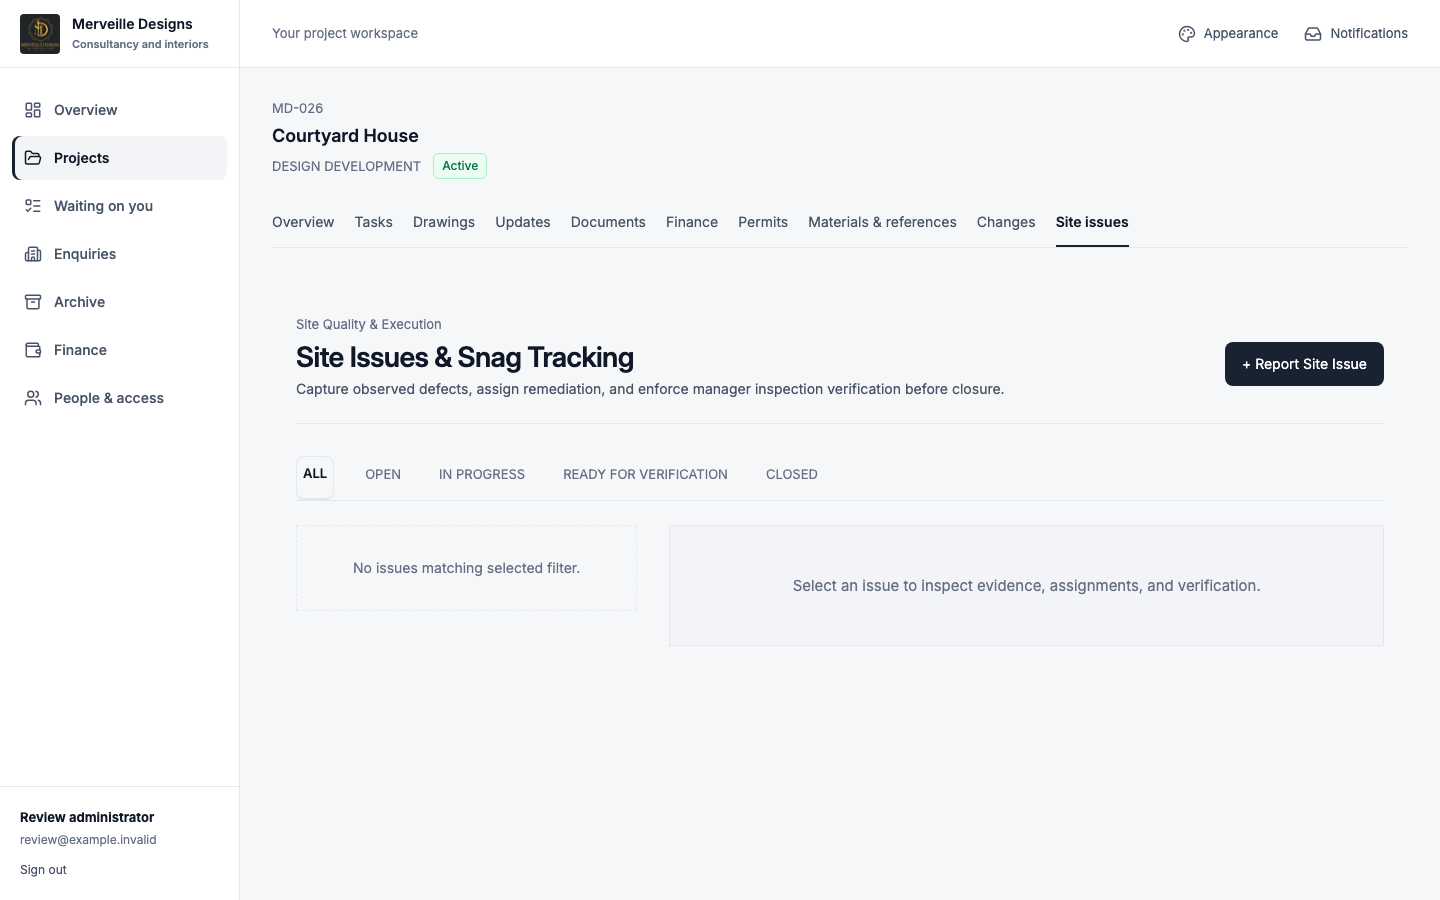 Merveille Designs
Consultancy and interiors
Your project workspace
Appearance
Notifications
Overview
Projects
Waiting on you
Enquiries
Archive
Finance
People & access
MD-026
Courtyard House
DESIGN DEVELOPMENT Active
Overview Tasks Drawings Updates Documents Finance Permits Materials & references Changes Site issues
Site Quality & Execution
Site Issues & Snag Tracking
Capture observed defects, assign remediation, and enforce manager inspection verification before closure.
+ Report Site Issue
ALL OPEN IN PROGRESS READY FOR VERIFICATION CLOSED
No issues matching selected filter.
Select an issue to inspect evidence, assignments, and verification.
Review administrator
review@example.invalid
Sign out